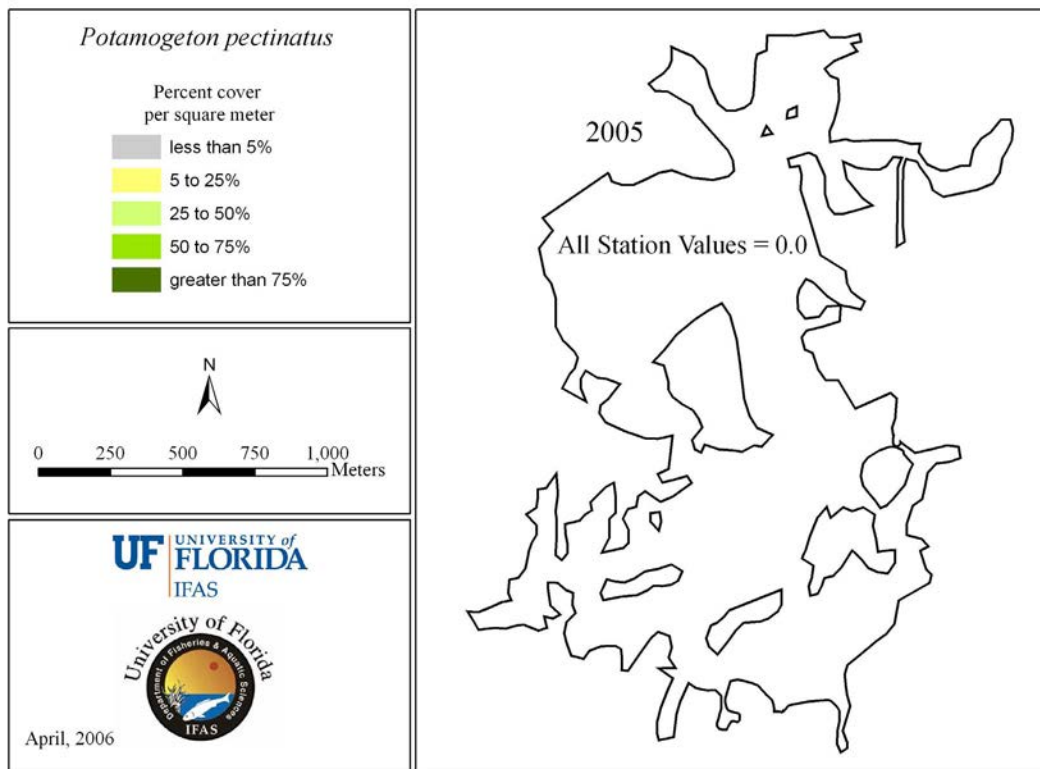 Potamogeton pectinatus
Percent cover
per square meter
less than 5%
5 to 25%
25 to 50%
50 to 75%
greater than 75%
N
0 250 500 750 1,000
Meters
UF UNIVERSITY of
FLORIDA
IFAS
University of Florida
Department of Fisheries & Aquatic Sciences
IFAS
April, 2006
2005
All Station Values = 0.0